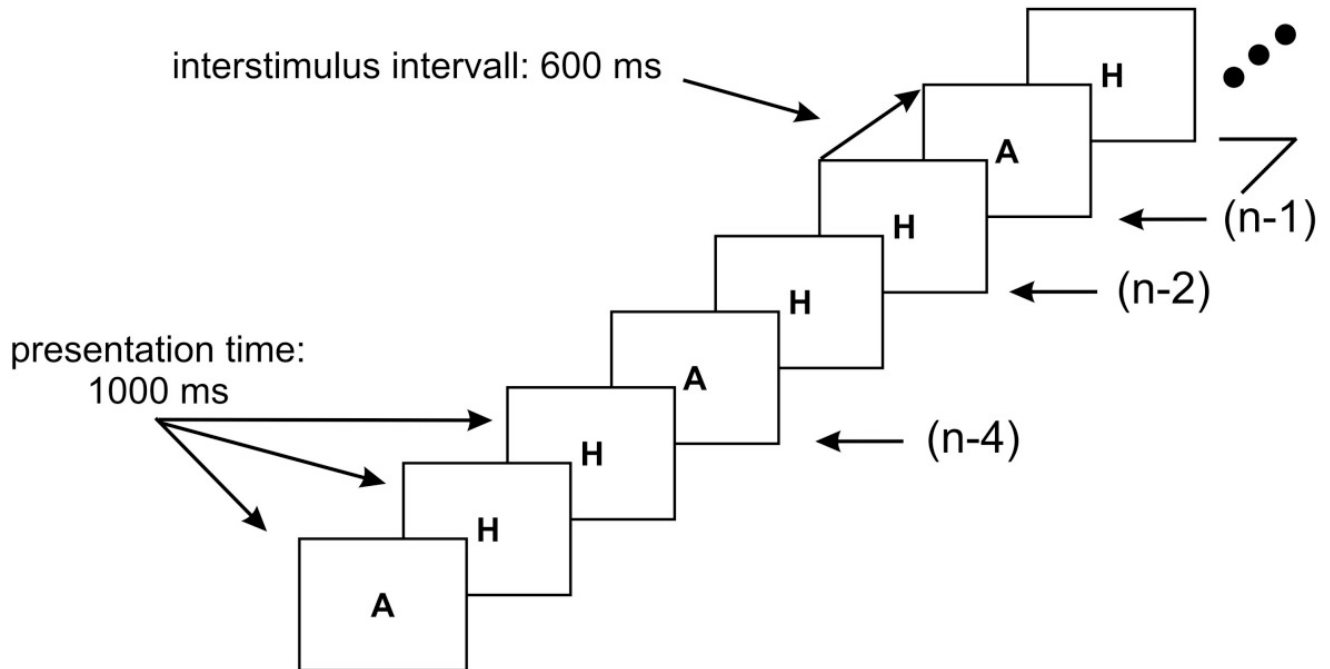 interstimulus intervall: 600 ms
H
A
H
(n-1)
H
(n-2)
presentation time:
1000 ms
A
H
(n-4)
H
A